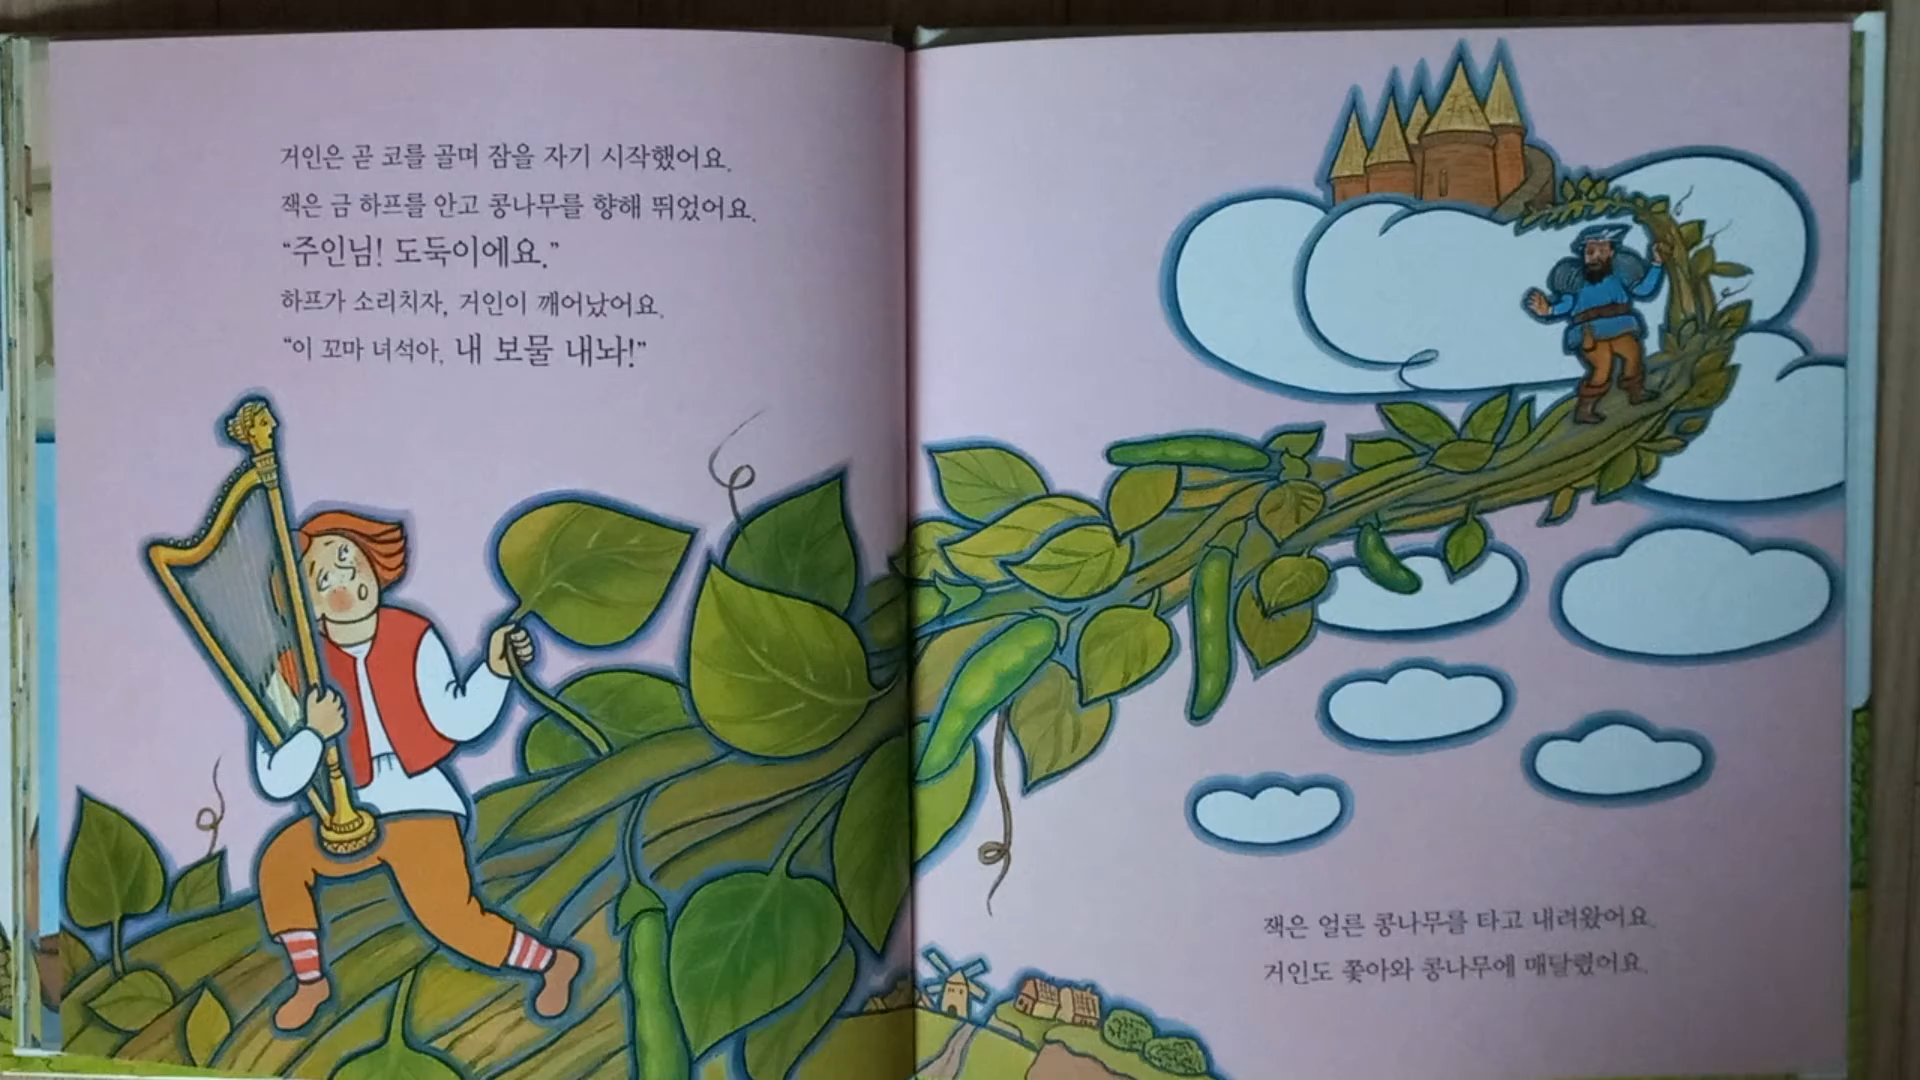 거인은 곧 코를 골며 잠을 자기 시작했어요.
잭은 금 하프를 안고 콩나무를 향해 뛰었어요.
“주인님! 도둑이에요.”
하프가 소리치자, 거인이 깨어났어요.
“이 꼬마 녀석아, 내 보물 내놔!”
잭은 얼른 콩나무를 타고 내려왔어요.
거인도 쫓아와 콩나무에 매달렸어요.